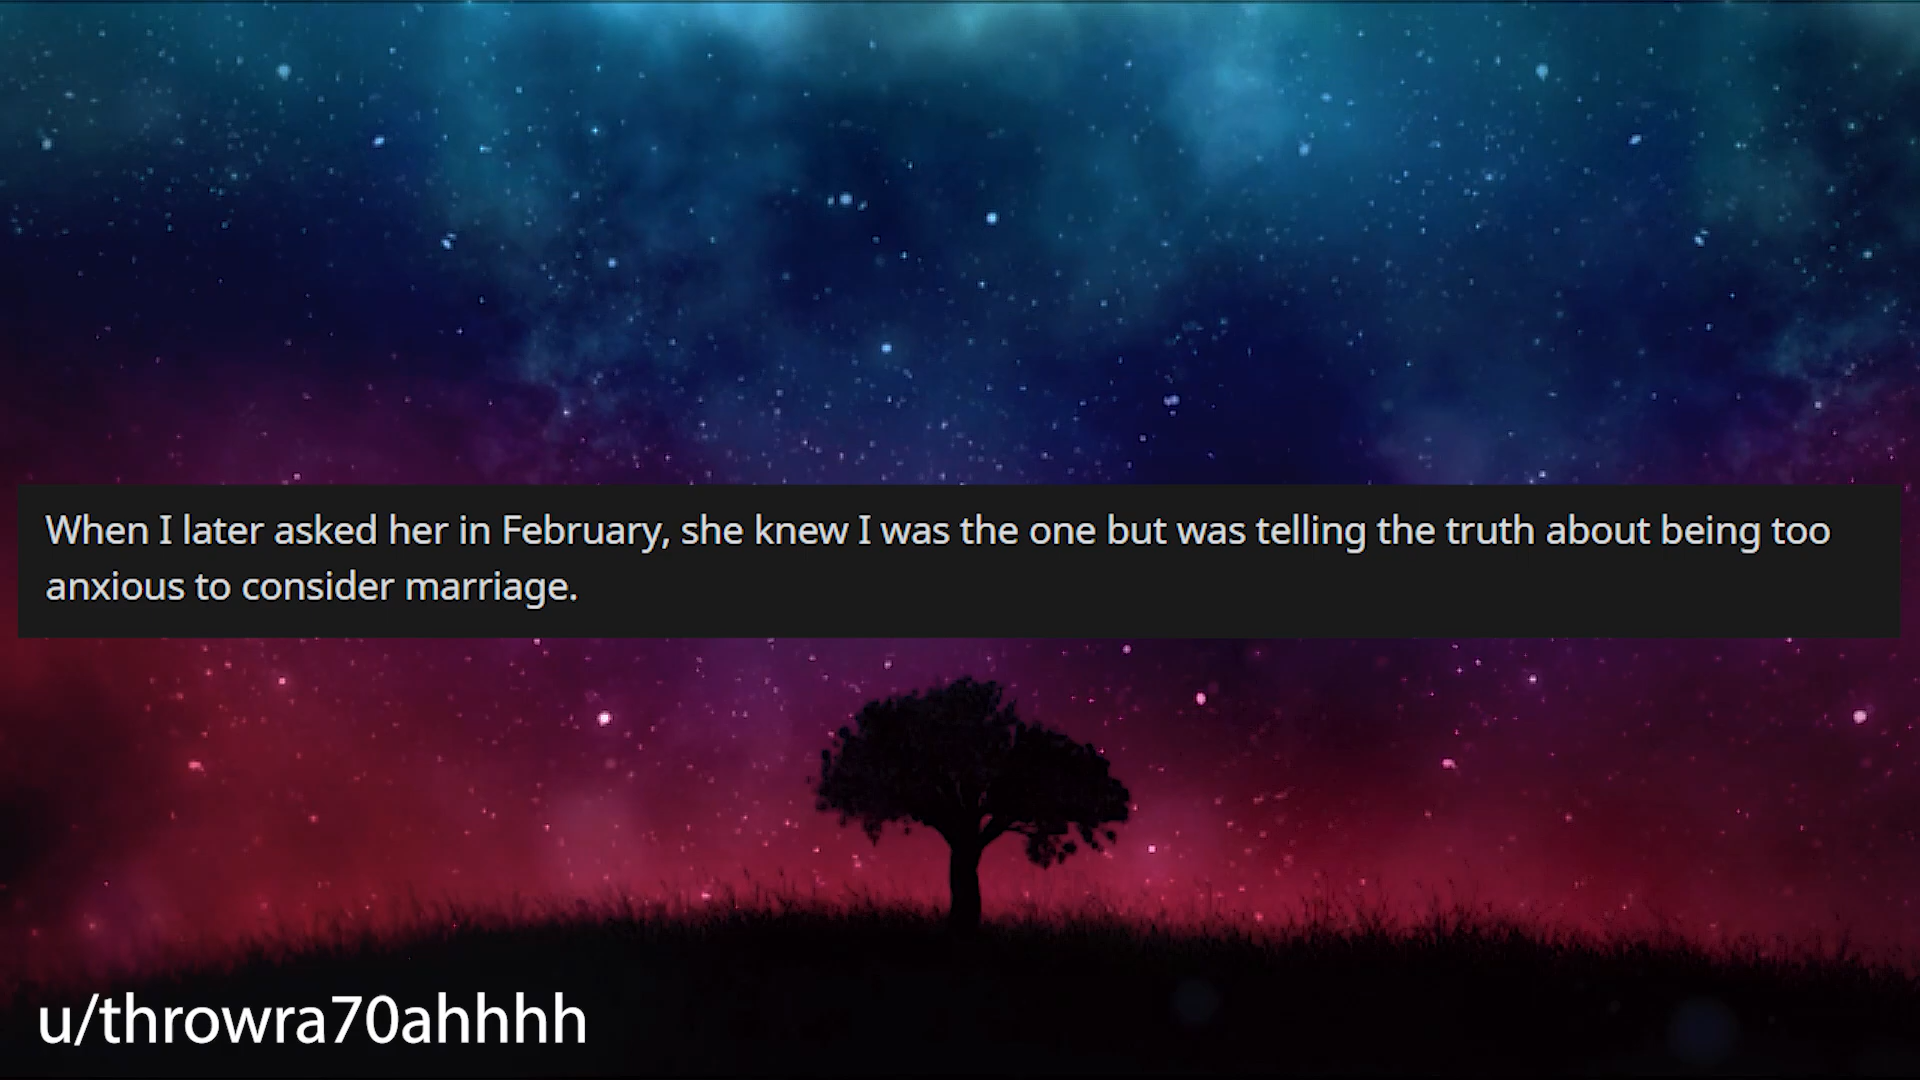 When I later asked her in February, she knew I was the one but was telling the truth about being too
anxious to consider marriage.
u/throwra70ahhhh